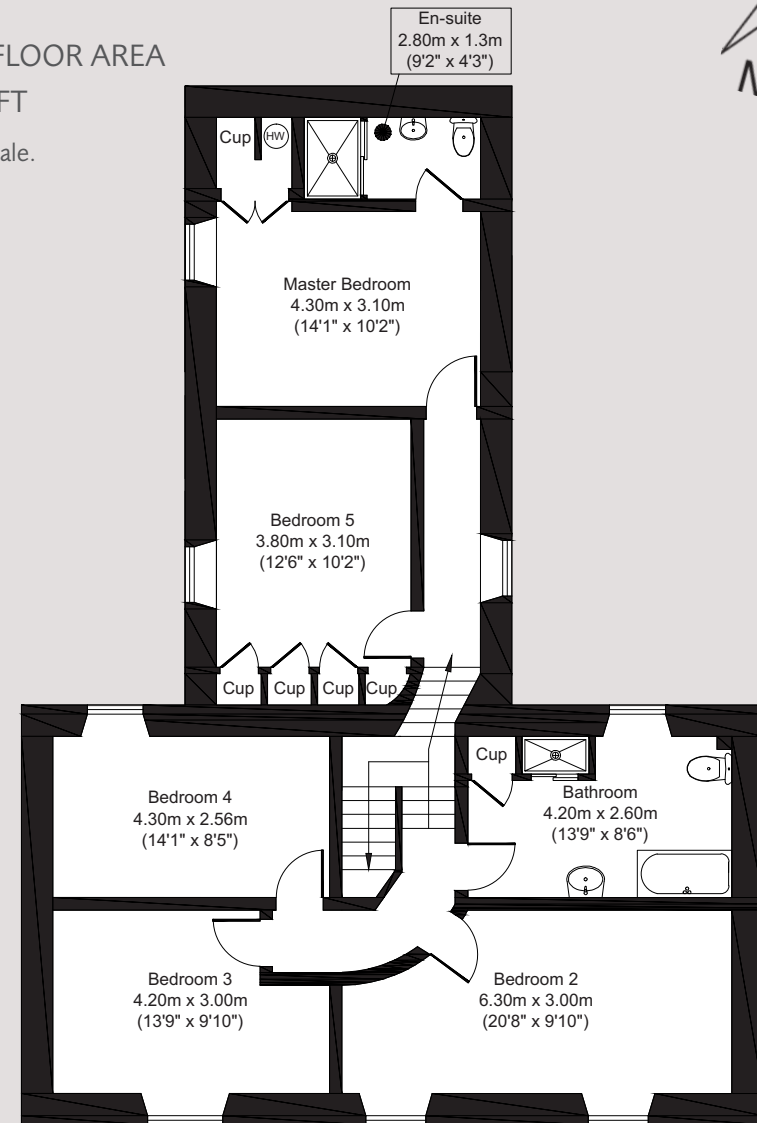 FLOOR AREA
FT
ale.
En-suite
2.80m x 1.3m
(9'2" x 4'3")
N
Cup
HW
Master Bedroom
4.30m x 3.10m
(14'1" x 10'2")
Bedroom 5
3.80m x 3.10m
(12'6" x 10'2")
Cup Cup Cup Cup
Cup
Bedroom 4
4.30m x 2.56m
(14'1" x 8'5")
Bathroom
4.20m x 2.60m
(13'9" x 8'6")
Bedroom 3
4.20m x 3.00m
(13'9" x 9'10")
Bedroom 2
6.30m x 3.00m
(20'8" x 9'10")